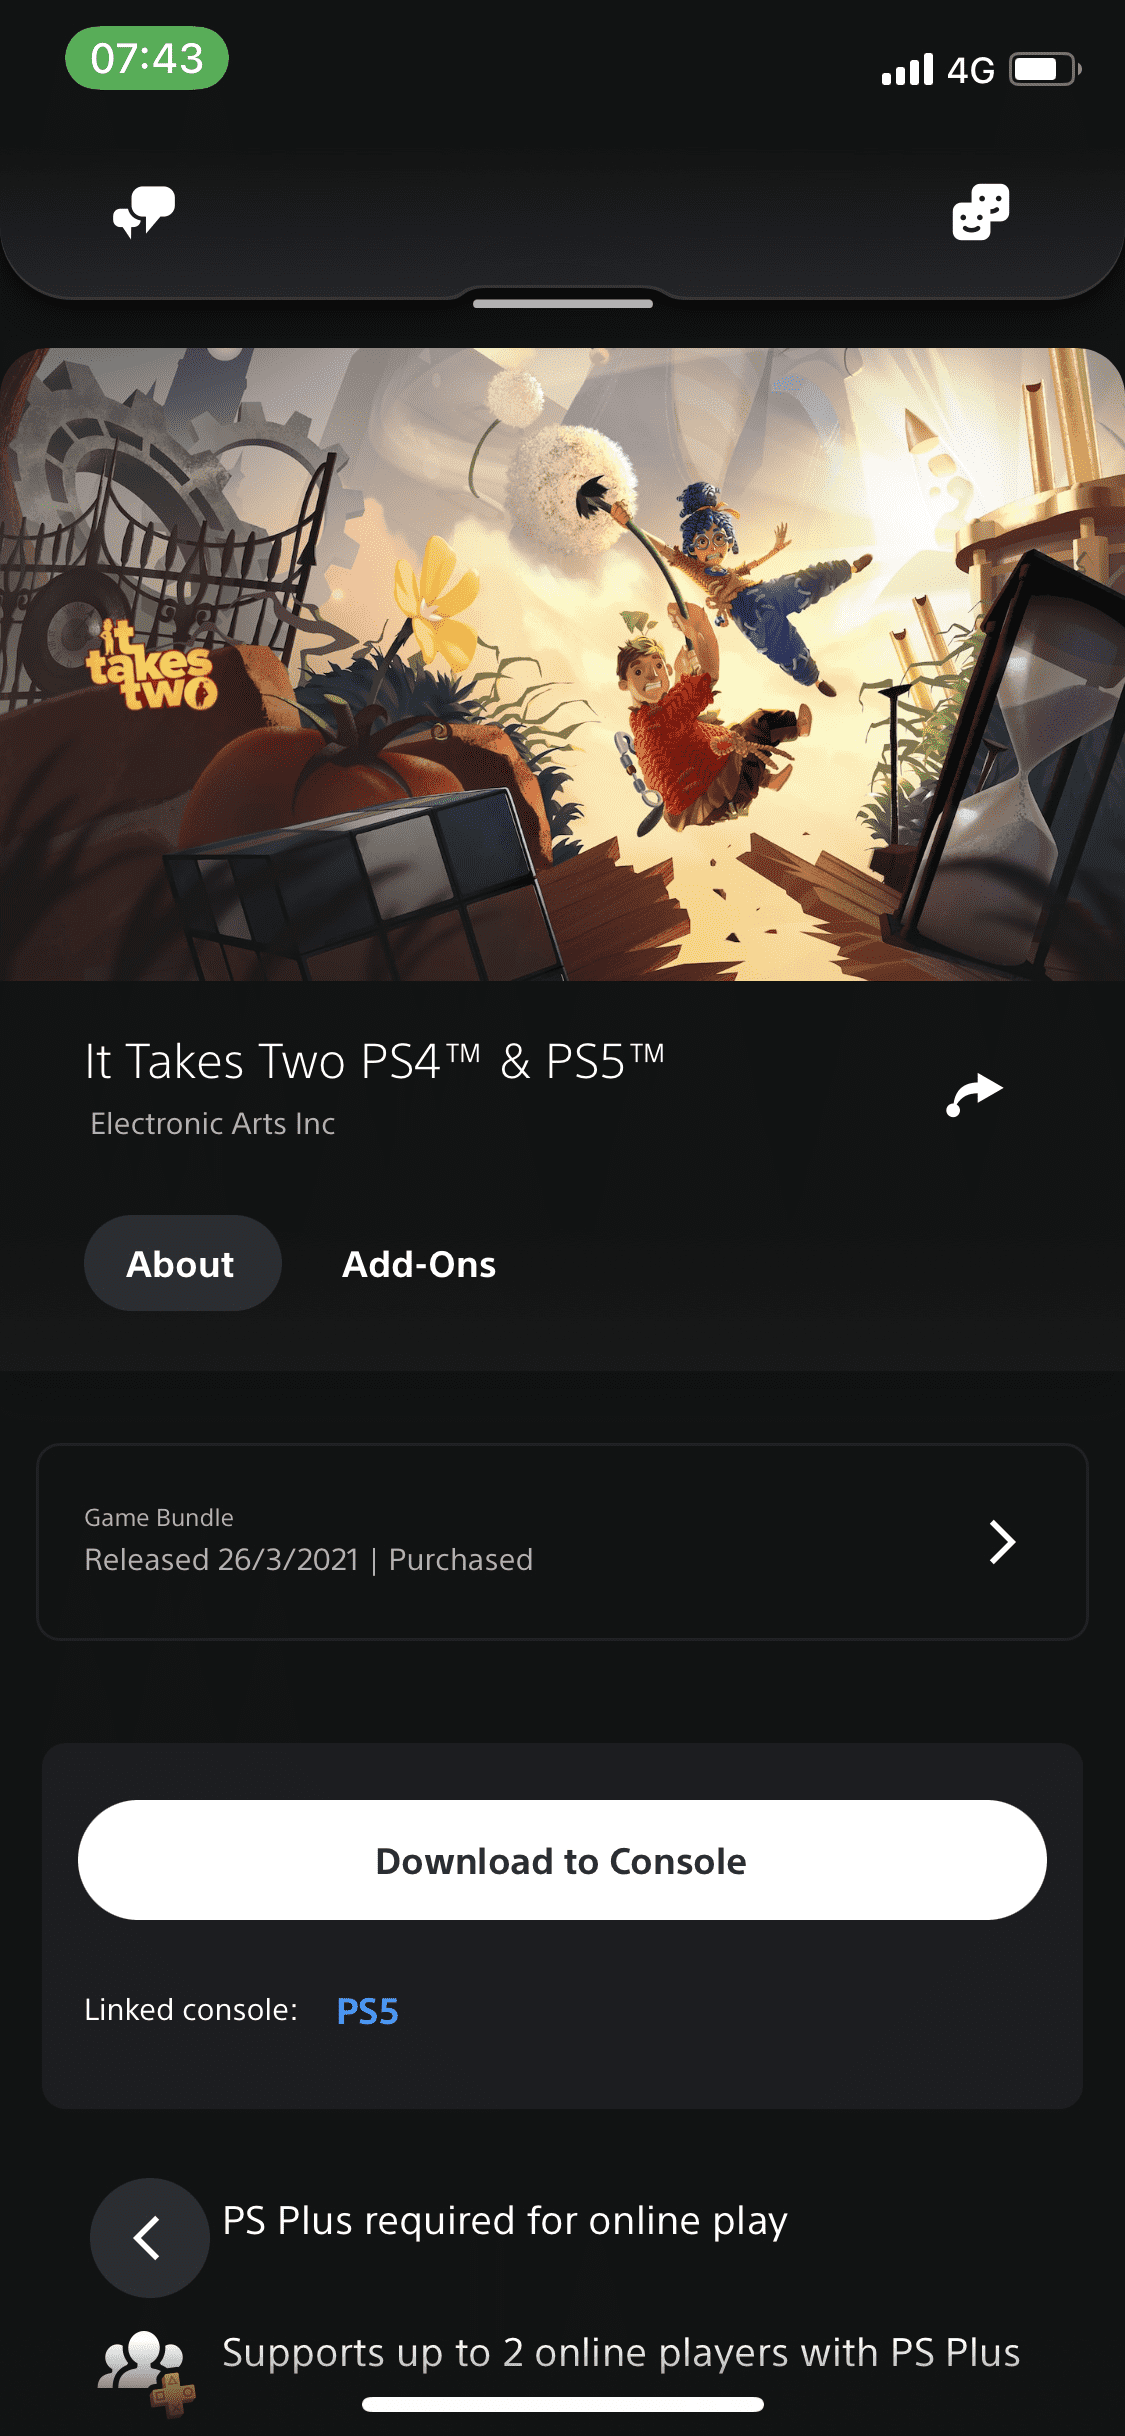 07:43
4G
it
takes
two
It Takes Two PS4™ & PS5™
Electronic Arts Inc
About
Add-Ons
Game Bundle
Released 26/3/2021 | Purchased
Download to Console
Linked console: PS5
PS Plus required for online play
Supports up to 2 online players with PS Plus